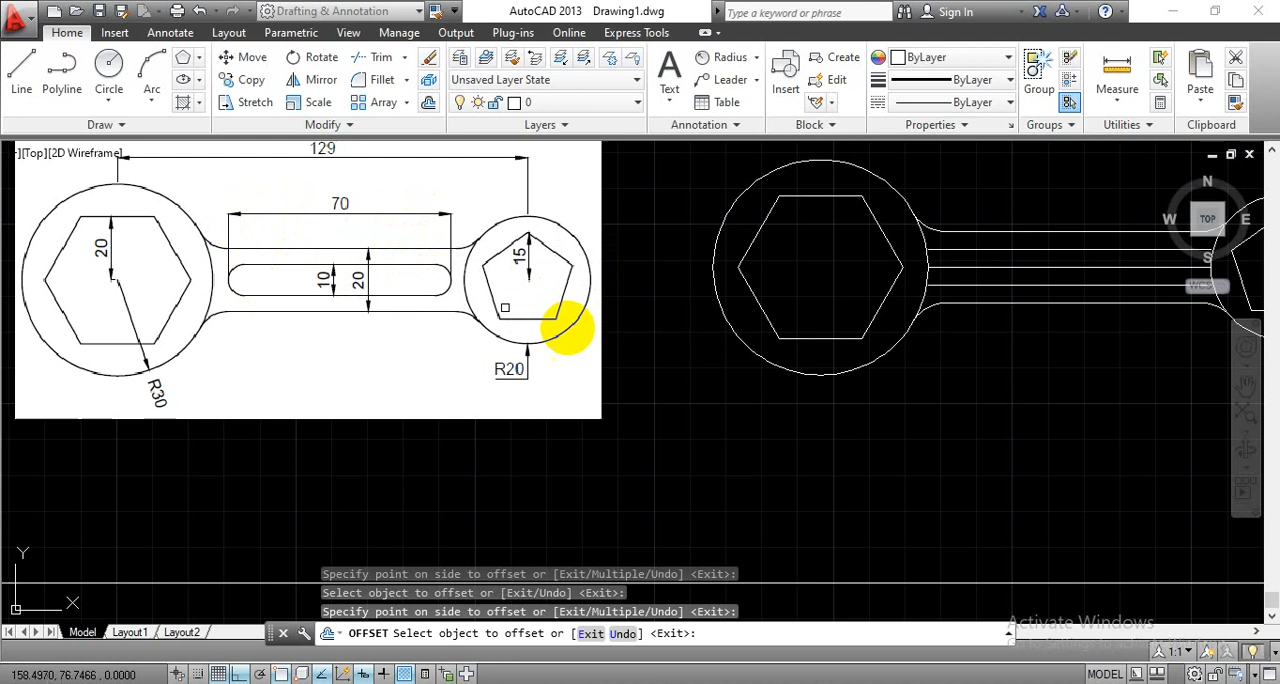 Drafting & Annotation
AutoCAD 2013 Drawing1.dwg
Type a keyword or phrase
Sign In
Home Insert Annotate Layout Parametric View Manage Output Plug-ins Online Express Tools
Line Polyline Circle Arc
Move Rotate Trim
Copy Mirror Fillet
Stretch Scale Array
Unsaved Layer State
0
Text
Radius
Leader
Table
Insert
Create
Edit
ByLayer
ByLayer
ByLayer
Group
Measure
Paste
Draw Modify Layers Annotation Block Properties Groups Utilities Clipboard
][Top][2D Wireframe]
129
70
20
10
20
15
R20
R30
N
W TOP E
S
WCS
Y
X
Specify point on side to offset or [Exit/Multiple/Undo] <Exit>:
Select object to offset or [Exit/Undo] <Exit>:
Specify point on side to offset or [Exit/Multiple/Undo] <Exit>:
OFFSET Select object to offset or [Exit Undo] <Exit>:
Activate Windows
Model Layout1 Layout2
1:1
158.4970, 76.7466, 0.0000
MODEL